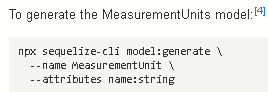 To generate the MeasurementUnits model:[4]
npx sequelize-cli model:generate \
--name MeasurementUnit \
--attributes name:string